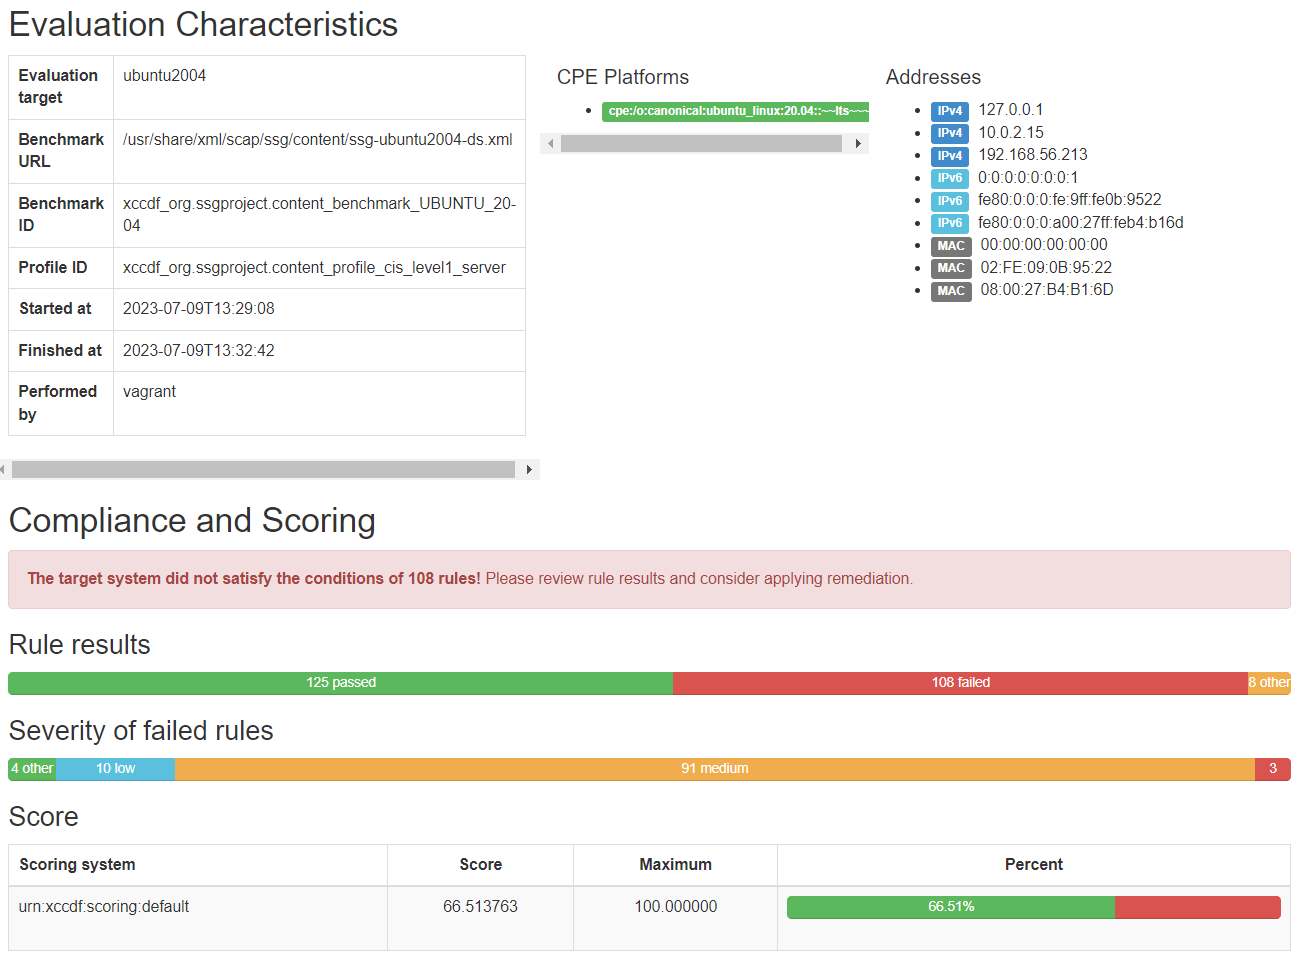 Evaluation Characteristics
Evaluation target
ubuntu2004
Benchmark URL
/usr/share/xml/scap/ssg/content/ssg-ubuntu2004-ds.xml
Benchmark ID
xccdf_org.ssgproject.content_benchmark_UBUNTU_20-04
Profile ID
xccdf_org.ssgproject.content_profile_cis_level1_server
Started at
2023-07-09T13:29:08
Finished at
2023-07-09T13:32:42
Performed by
vagrant
CPE Platforms
cpe:/o:canonical:ubuntu_linux:20.04::~~lts~~~
Addresses
IPv4 127.0.0.1
IPv4 10.0.2.15
IPv4 192.168.56.213
IPv6 0:0:0:0:0:0:0:1
IPv6 fe80:0:0:0:fe:9ff:fe0b:9522
IPv6 fe80:0:0:0:a00:27ff:feb4:b16d
MAC 00:00:00:00:00:00
MAC 02:FE:09:0B:95:22
MAC 08:00:27:B4:B1:6D
Compliance and Scoring
The target system did not satisfy the conditions of 108 rules! Please review rule results and consider applying remediation.
Rule results
125 passed
108 failed
8 other
Severity of failed rules
4 other
10 low
91 medium
3
Score
Scoring system Score Maximum Percent
urn:xccdf:scoring:default 66.513763 100.000000 66.51%